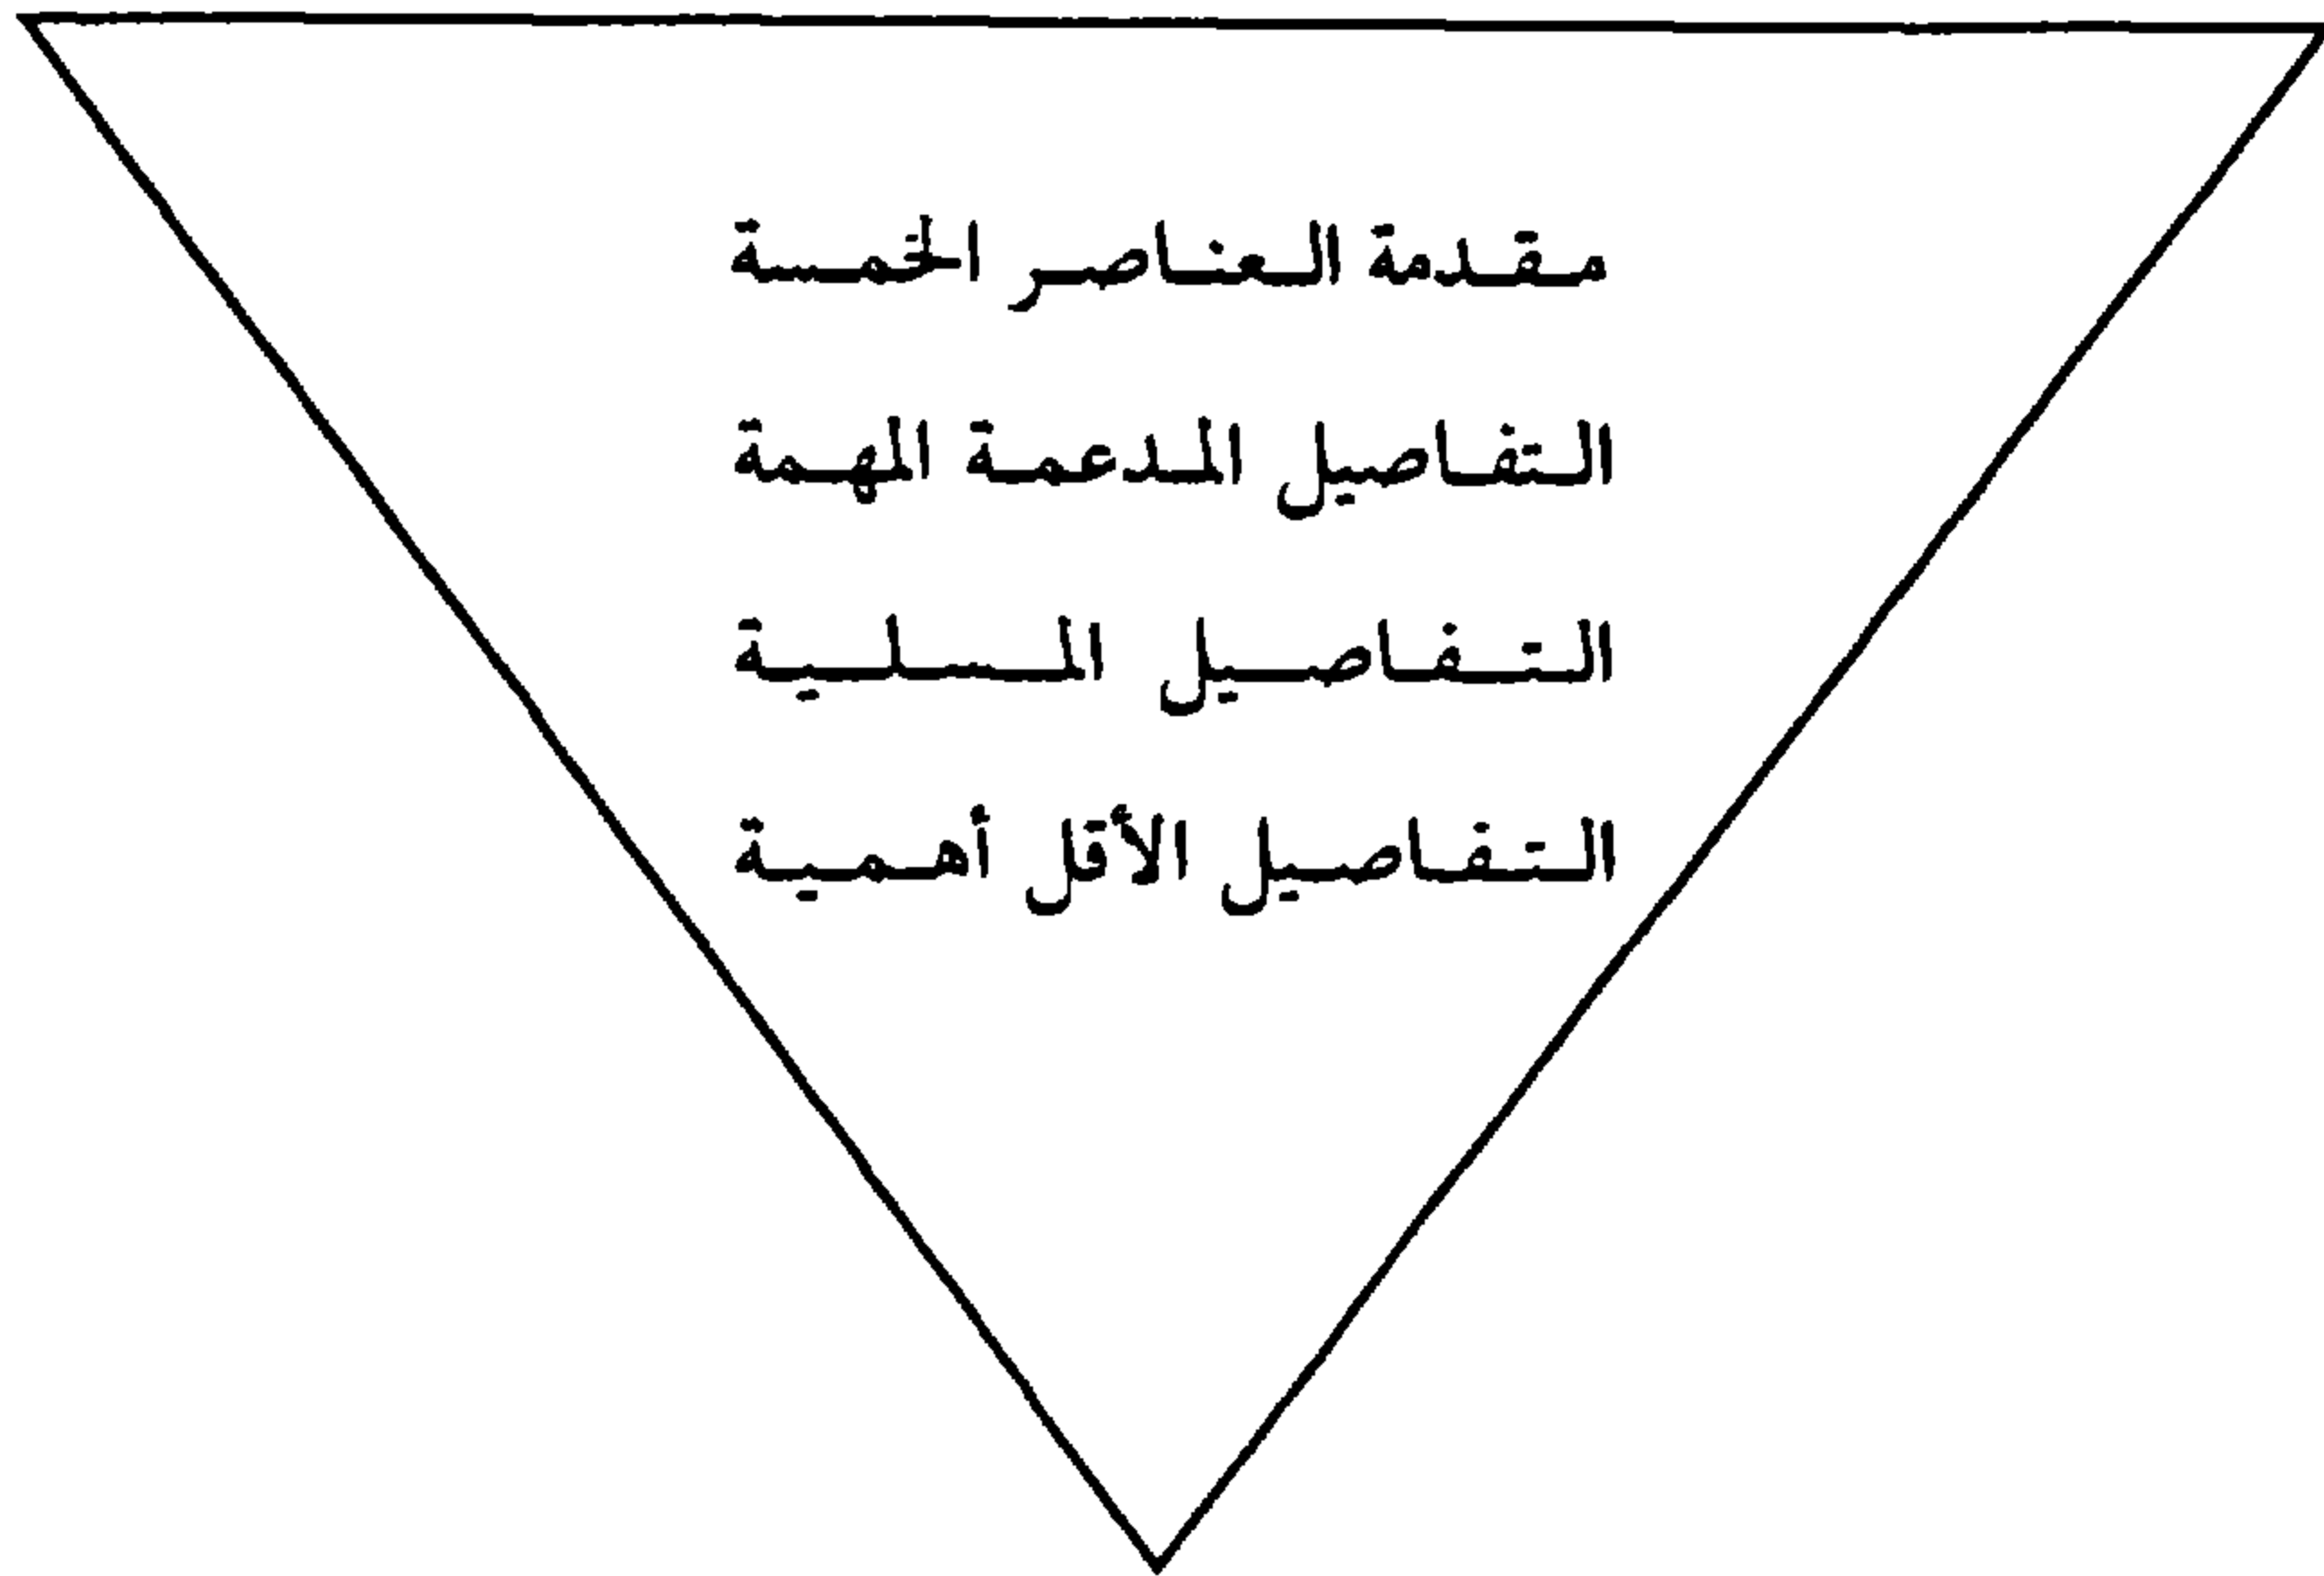 مقدمة العناصر الخمسة
التفاصيل المدعمة المهمة
التفاصيل المسلية
التفاصيل الأقل أهمية